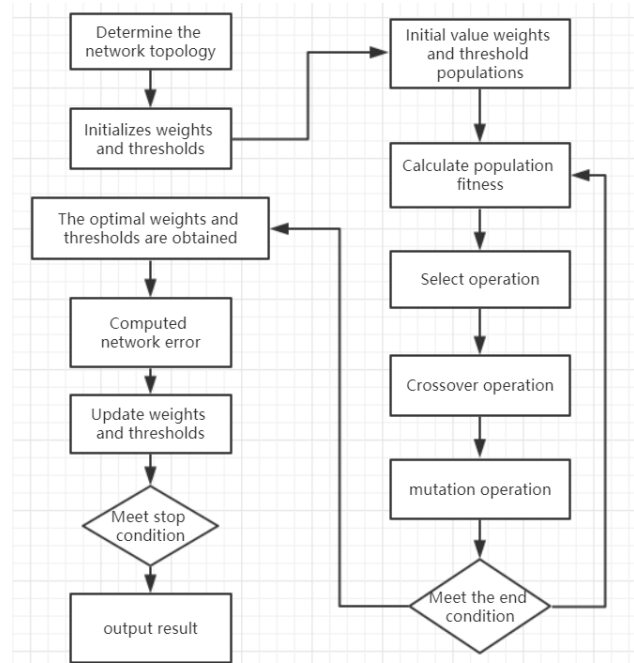 Determine the
network topology
Initializes weights
and thresholds
Initial value weights
and threshold
populations
Calculate population
fitness
Select operation
Crossover operation
mutation operation
Meet the end
condition
The optimal weights and
thresholds are obtained
Computed
network error
Update weights
and thresholds
Meet stop
condition
output result